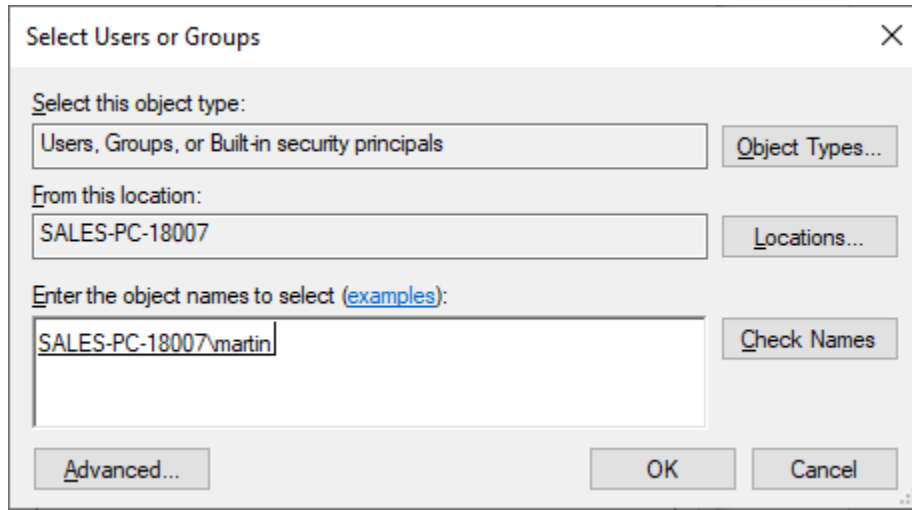 Select Users or Groups
Select this object type:
Users, Groups, or Built-in security principals
Object Types...
From this location:
SALES-PC-18007
Locations...
Enter the object names to select (examples):
SALES-PC-18007\martin
Check Names
Advanced...
OK
Cancel